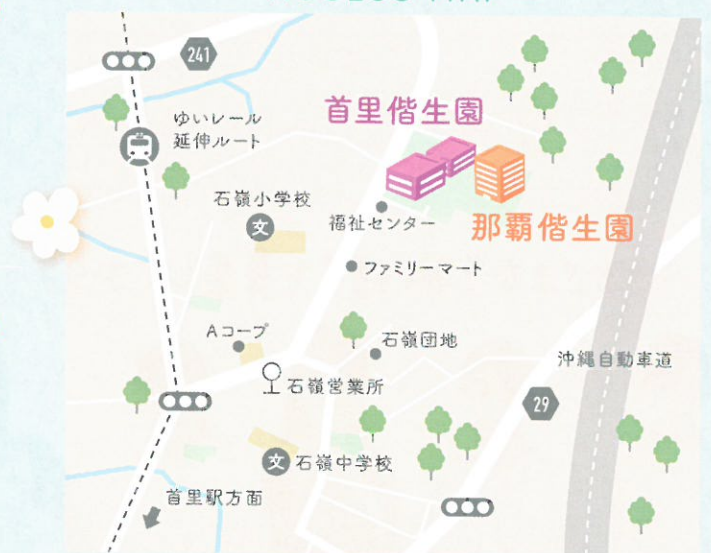 241
ゆいレール
延伸ルート
首里偕生園
石嶺小学校
文
福祉センター
那覇偕生園
ファミリーマート
Aコープ
石嶺団地
沖縄自動車道
石嶺営業所
29
文
石嶺中学校
首里駅方面